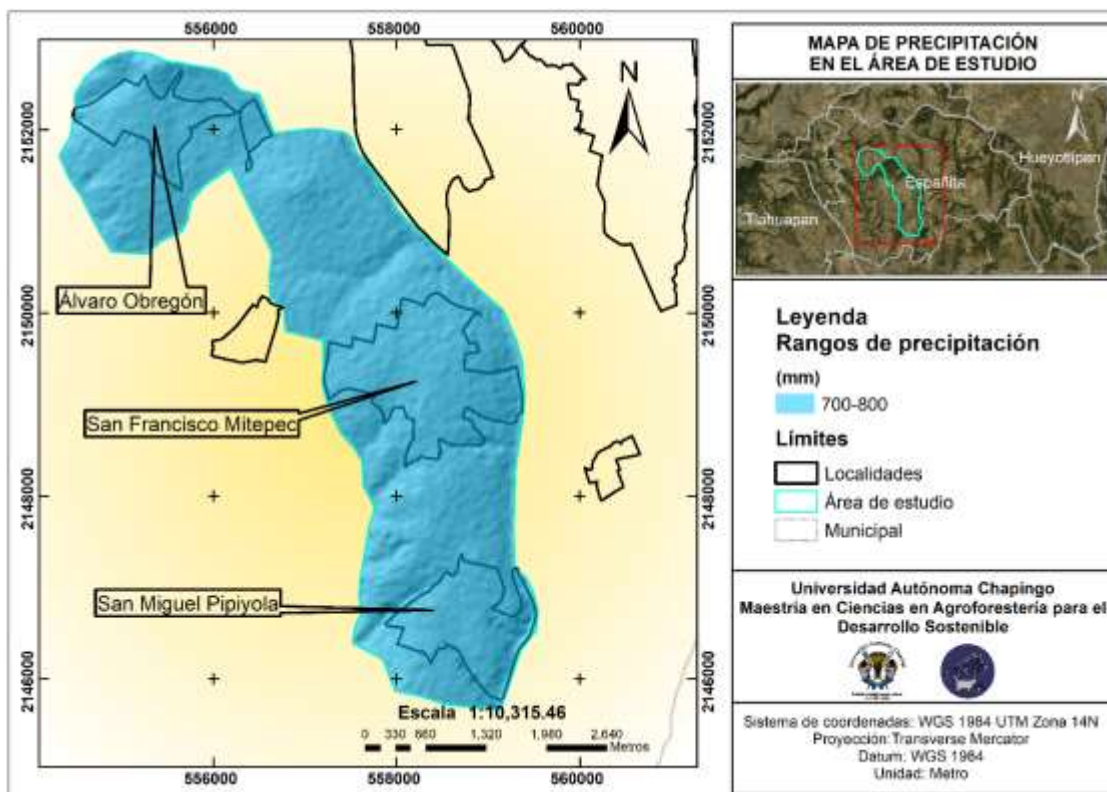 MAPA DE PRECIPITACIÓN
EN EL ÁREA DE ESTUDIO
N
Hueyotlipan
Españita
Tlahuapan
Leyenda
Rangos de precipitación
(mm)
700-800
Límites
Localidades
Área de estudio
Municipal
Universidad Autónoma Chapingo
Maestría en Ciencias en Agroforestería para el
Desarrollo Sostenible
Sistema de coordenadas: WGS 1984 UTM Zona 14N
Proyección: Transverse Mercator
Datum: WGS 1984
Unidad: Metro
556000 558000 560000
N
2152000 2152000
Álvaro Obregón
2150000 2150000
San Francisco Mitepec
2148000 2148000
San Miguel Pipiyola
2146000 2146000
Escala 1:10,315.46
0 330 660 1,320 1,980 2,640
Metros
556000 558000 560000